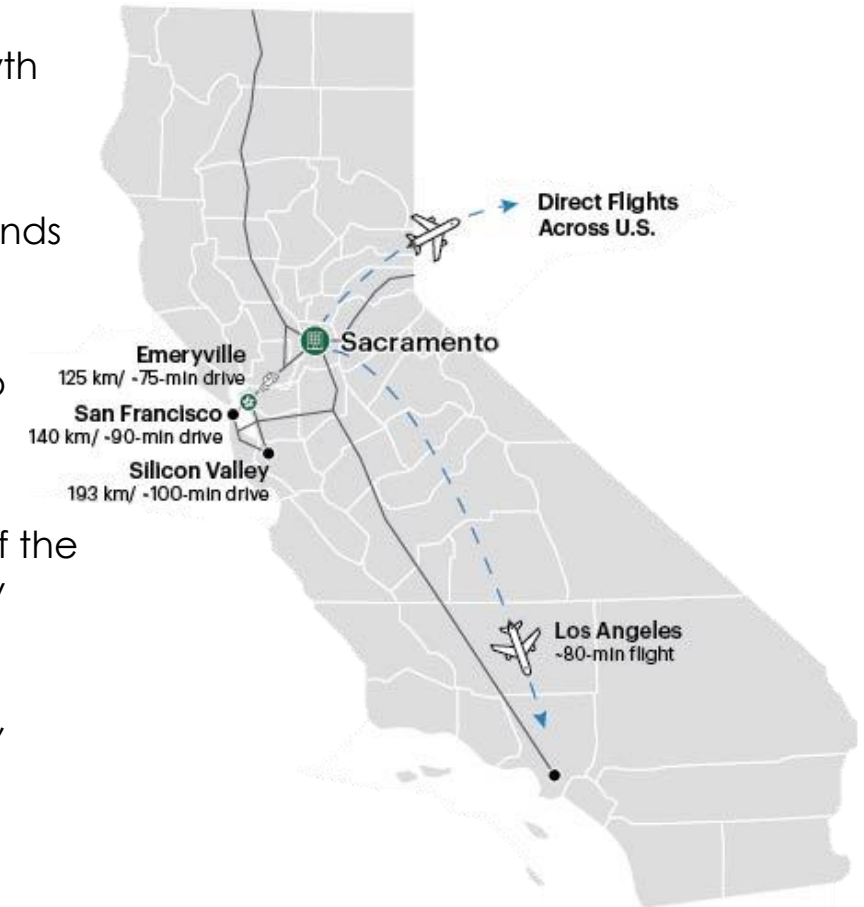 Direct Flights
Across U.S.
Sacramento
Emeryville
125 km/ ~75-min drive
San Francisco
140 km/ ~90-min drive
Silicon Valley
193 km/ ~100-min drive
f the
Los Angeles
~80-min flight